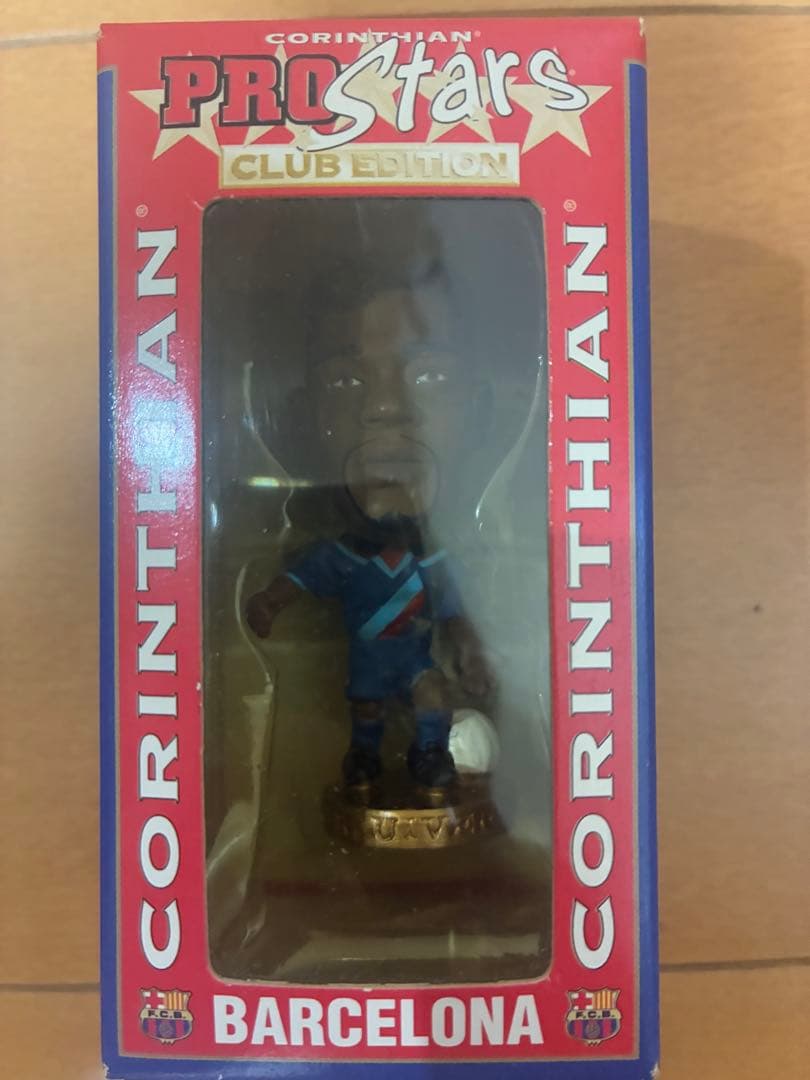 CORINTHIAN®
PROStars
CLUB EDITION
CORINTHIAN®
CORINTHIAN®
F.C.B.
BARCELONA
F.C.B.